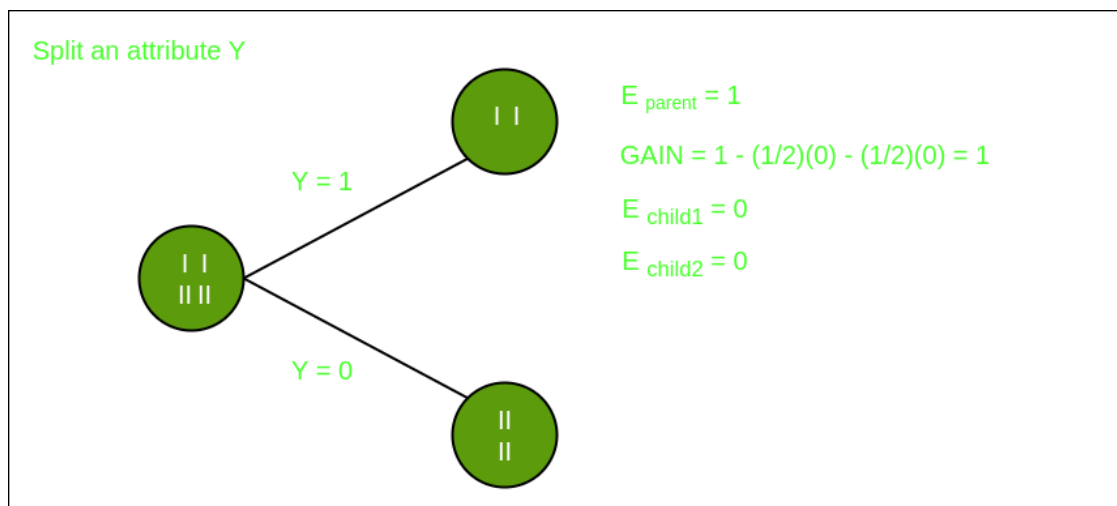 Split an attribute Y
E parent = 1
I I
GAIN = 1 - (1/2)(0) - (1/2)(0) = 1
Y = 1
E child1 = 0
E child2 = 0
I I
II II
Y = 0
II
II